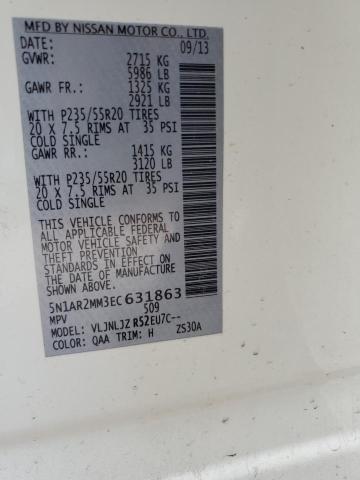 MFD BY NISSAN MOTOR CO., LTD.
DATE: 09/13
GVWR: 2715 KG
5986 LB
GAWR FR.: 1325 KG
2921 LB
WITH P235/55R20 TIRES
20 X 7.5 RIMS AT 35 PSI
COLD SINGLE
GAWR RR.: 1415 KG
3120 LB
WITH P235/55R20 TIRES
20 X 7.5 RIMS AT 35 PSI
COLD SINGLE
THIS VEHICLE CONFORMS TO
ALL APPLICABLE FEDERAL
MOTOR VEHICLE SAFETY AND
THEFT PREVENTION
STANDARDS IN EFFECT ON
THE DATE OF MANUFACTURE
SHOWN ABOVE.
5N1AR2MM3EC631863
MPV 509
MODEL: VLJNLJZ R52EU7C--
COLOR: QAA TRIM: H ZS30A